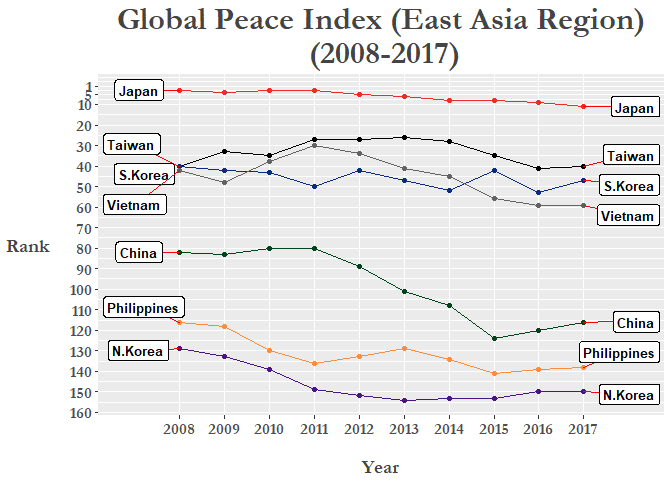 Global Peace Index (East Asia Region)
(2008-2017)
Rank
1
5
10
20
30
40
50
60
70
80
90
100
110
120
130
140
150
160
Japan
Taiwan
S.Korea
Vietnam
China
Philippines
N.Korea
Japan
Taiwan
S.Korea
Vietnam
China
Philippines
N.Korea
2008 2009 2010 2011 2012 2013 2014 2015 2016 2017
Year